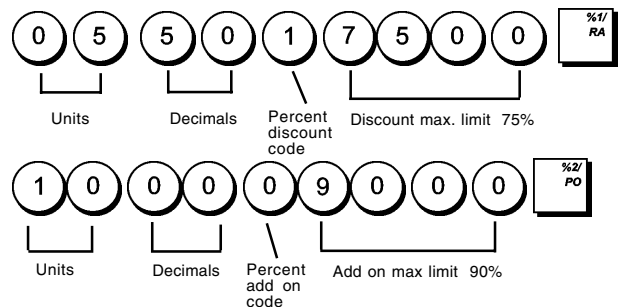 0 5 5 0 1 7 5 0 0 %1/
RA
Units Decimals Percent Discount max. limit 75%
discount
code
1 0 0 0 0 9 0 0 0 %2/
PO
Units Decimals Percent Add on max limit 90%
add on
code